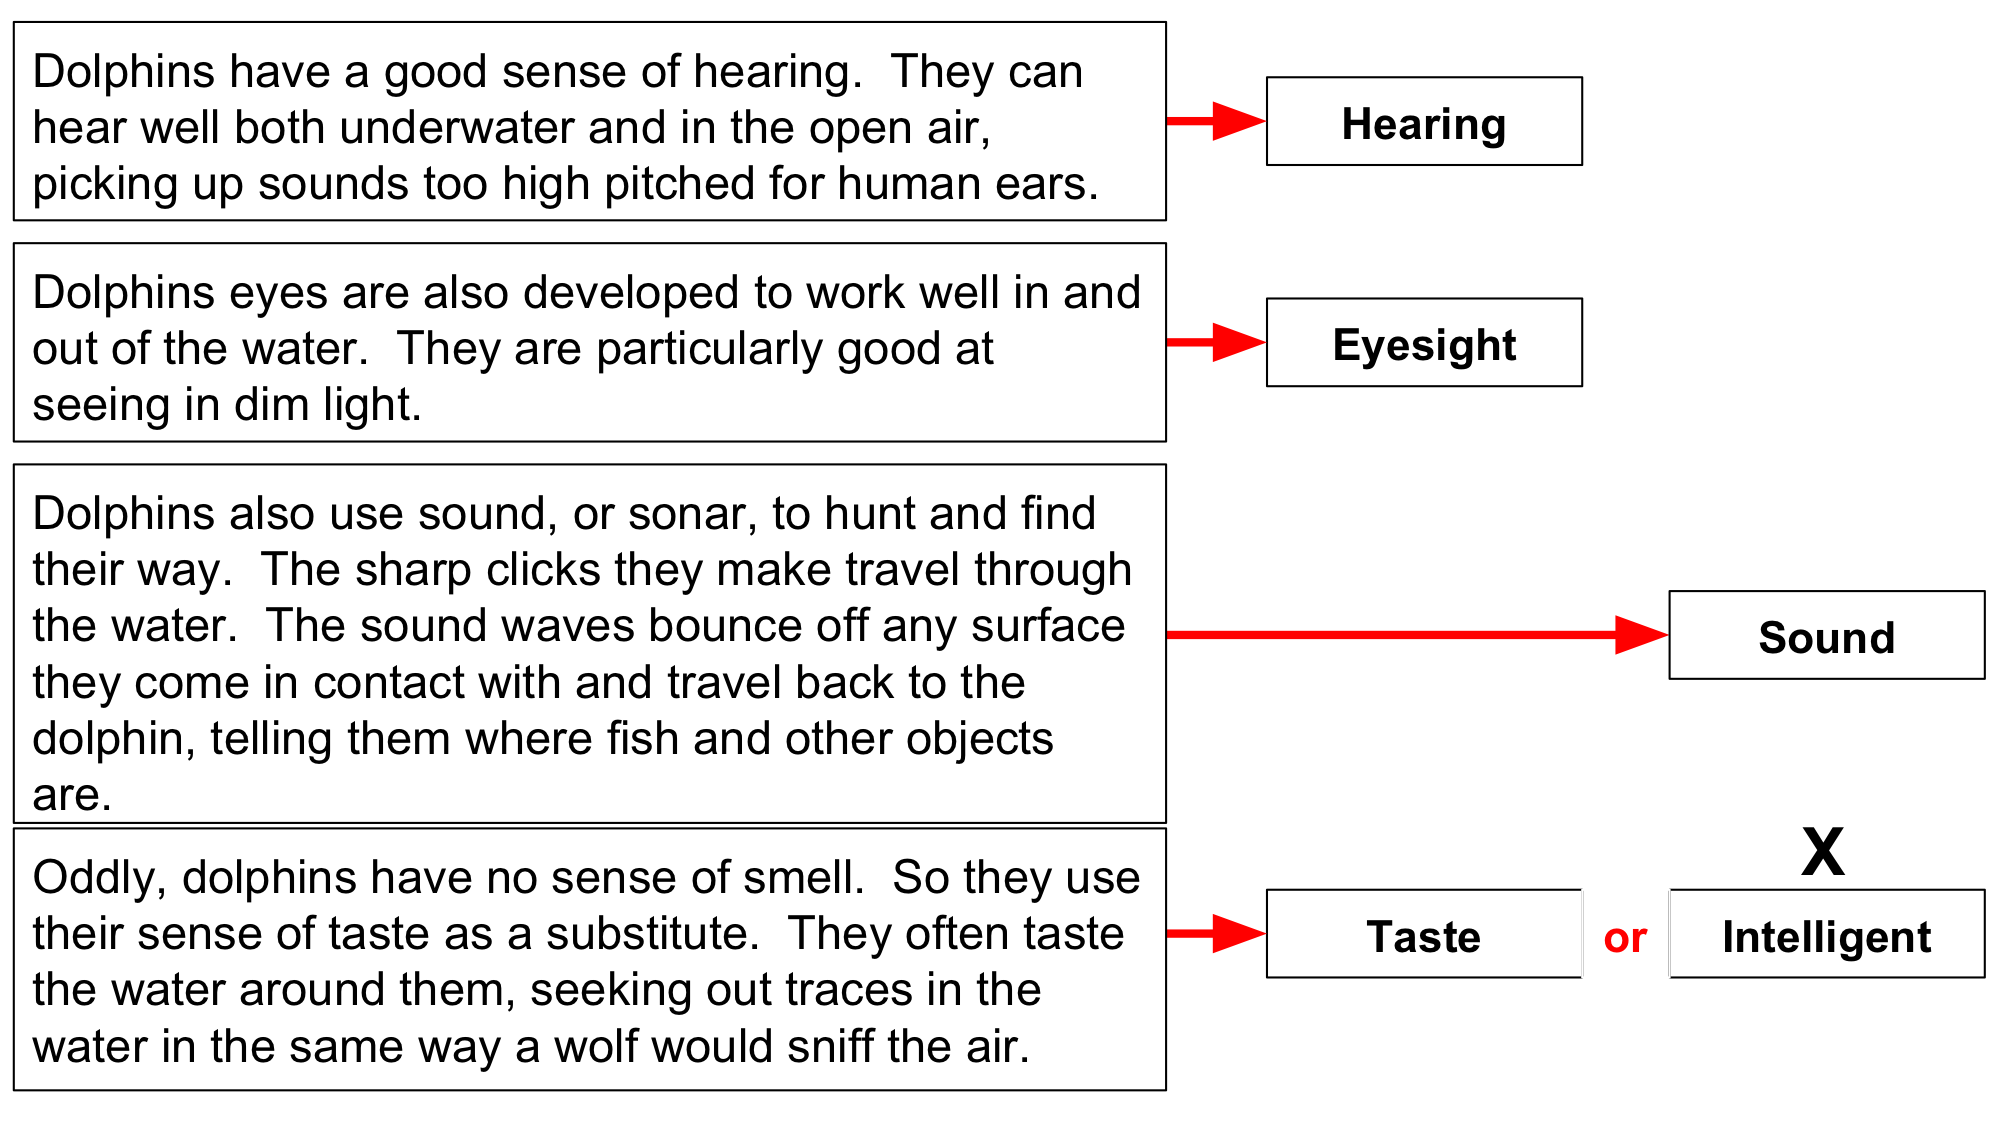 Dolphins have a good sense of hearing.  They can
hear well both underwater and in the open air,
picking up sounds too high pitched for human ears.
Hearing
Dolphins eyes are also developed to work well in and
out of the water.  They are particularly good at
seeing in dim light.
Eyesight
Dolphins also use sound, or sonar, to hunt and find
their way.  The sharp clicks they make travel through
the water.  The sound waves bounce off any surface
they come in contact with and travel back to the
dolphin, telling them where fish and other objects
are.
Sound
Oddly, dolphins have no sense of smell.  So they use
their sense of taste as a substitute.  They often taste
the water around them, seeking out traces in the
water in the same way a wolf would sniff the air.
X
Taste or Intelligent